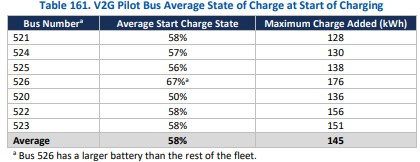 Table 161. V2G Pilot Bus Average State of Charge at Start of Charging
Bus Numberᵃ Average Start Charge State Maximum Charge Added (kWh)
521 58% 128
524 57% 130
525 56% 138
526 67%ᵃ 176
520 50% 136
522 58% 156
523 58% 151
Average 58% 145
ᵃ Bus 526 has a larger battery than the rest of the fleet.